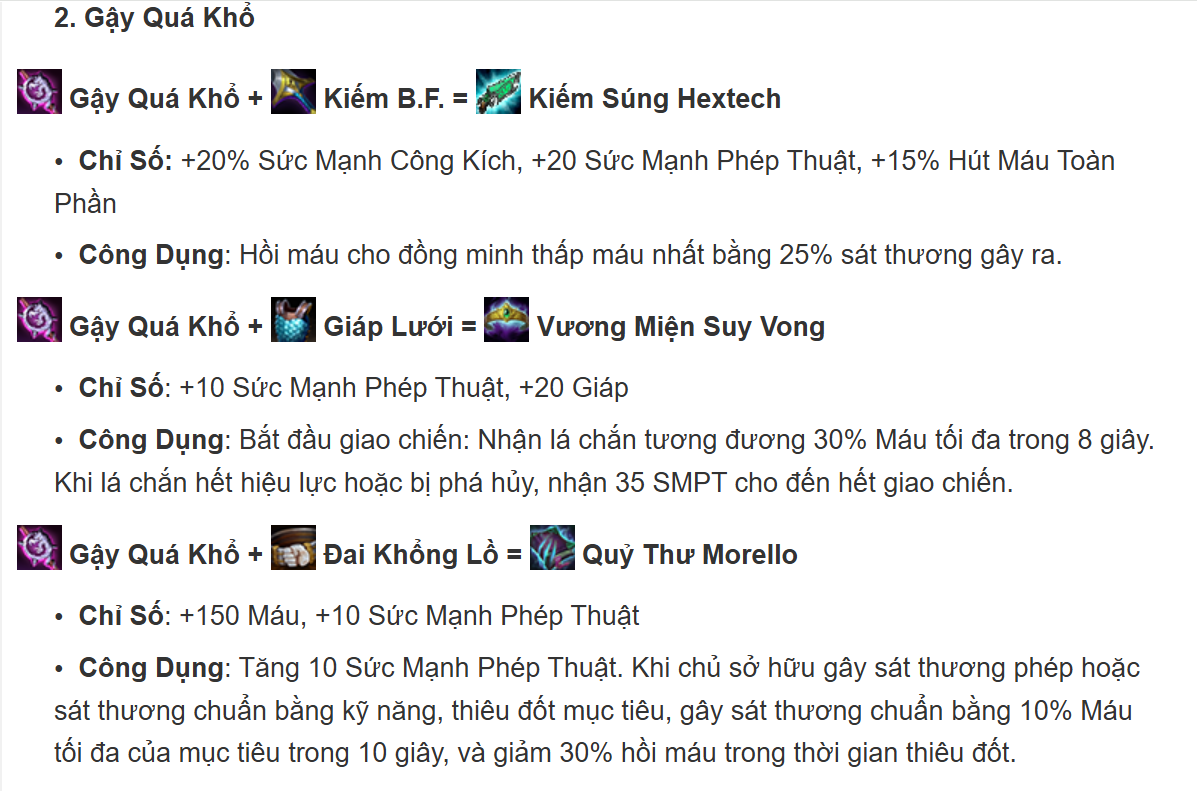 2. Gậy Quá Khổ
Gậy Quá Khổ + Kiếm B.F. = Kiếm Súng Hextech
• Chỉ Số: +20% Sức Mạnh Công Kích, +20 Sức Mạnh Phép Thuật, +15% Hút Máu Toàn
Phần
• Công Dụng: Hồi máu cho đồng minh thấp máu nhất bằng 25% sát thương gây ra.
Gậy Quá Khổ + Giáp Lưới = Vương Miện Suy Vong
• Chỉ Số: +10 Sức Mạnh Phép Thuật, +20 Giáp
• Công Dụng: Bắt đầu giao chiến: Nhận lá chắn tương đương 30% Máu tối đa trong 8 giây.
Khi lá chắn hết hiệu lực hoặc bị phá hủy, nhận 35 SMPT cho đến hết giao chiến.
Gậy Quá Khổ + Đai Khổng Lồ = Quỷ Thư Morello
• Chỉ Số: +150 Máu, +10 Sức Mạnh Phép Thuật
• Công Dụng: Tăng 10 Sức Mạnh Phép Thuật. Khi chủ sở hữu gây sát thương phép hoặc
sát thương chuẩn bằng kỹ năng, thiêu đốt mục tiêu, gây sát thương chuẩn bằng 10% Máu
tối đa của mục tiêu trong 10 giây, và giảm 30% hồi máu trong thời gian thiêu đốt.